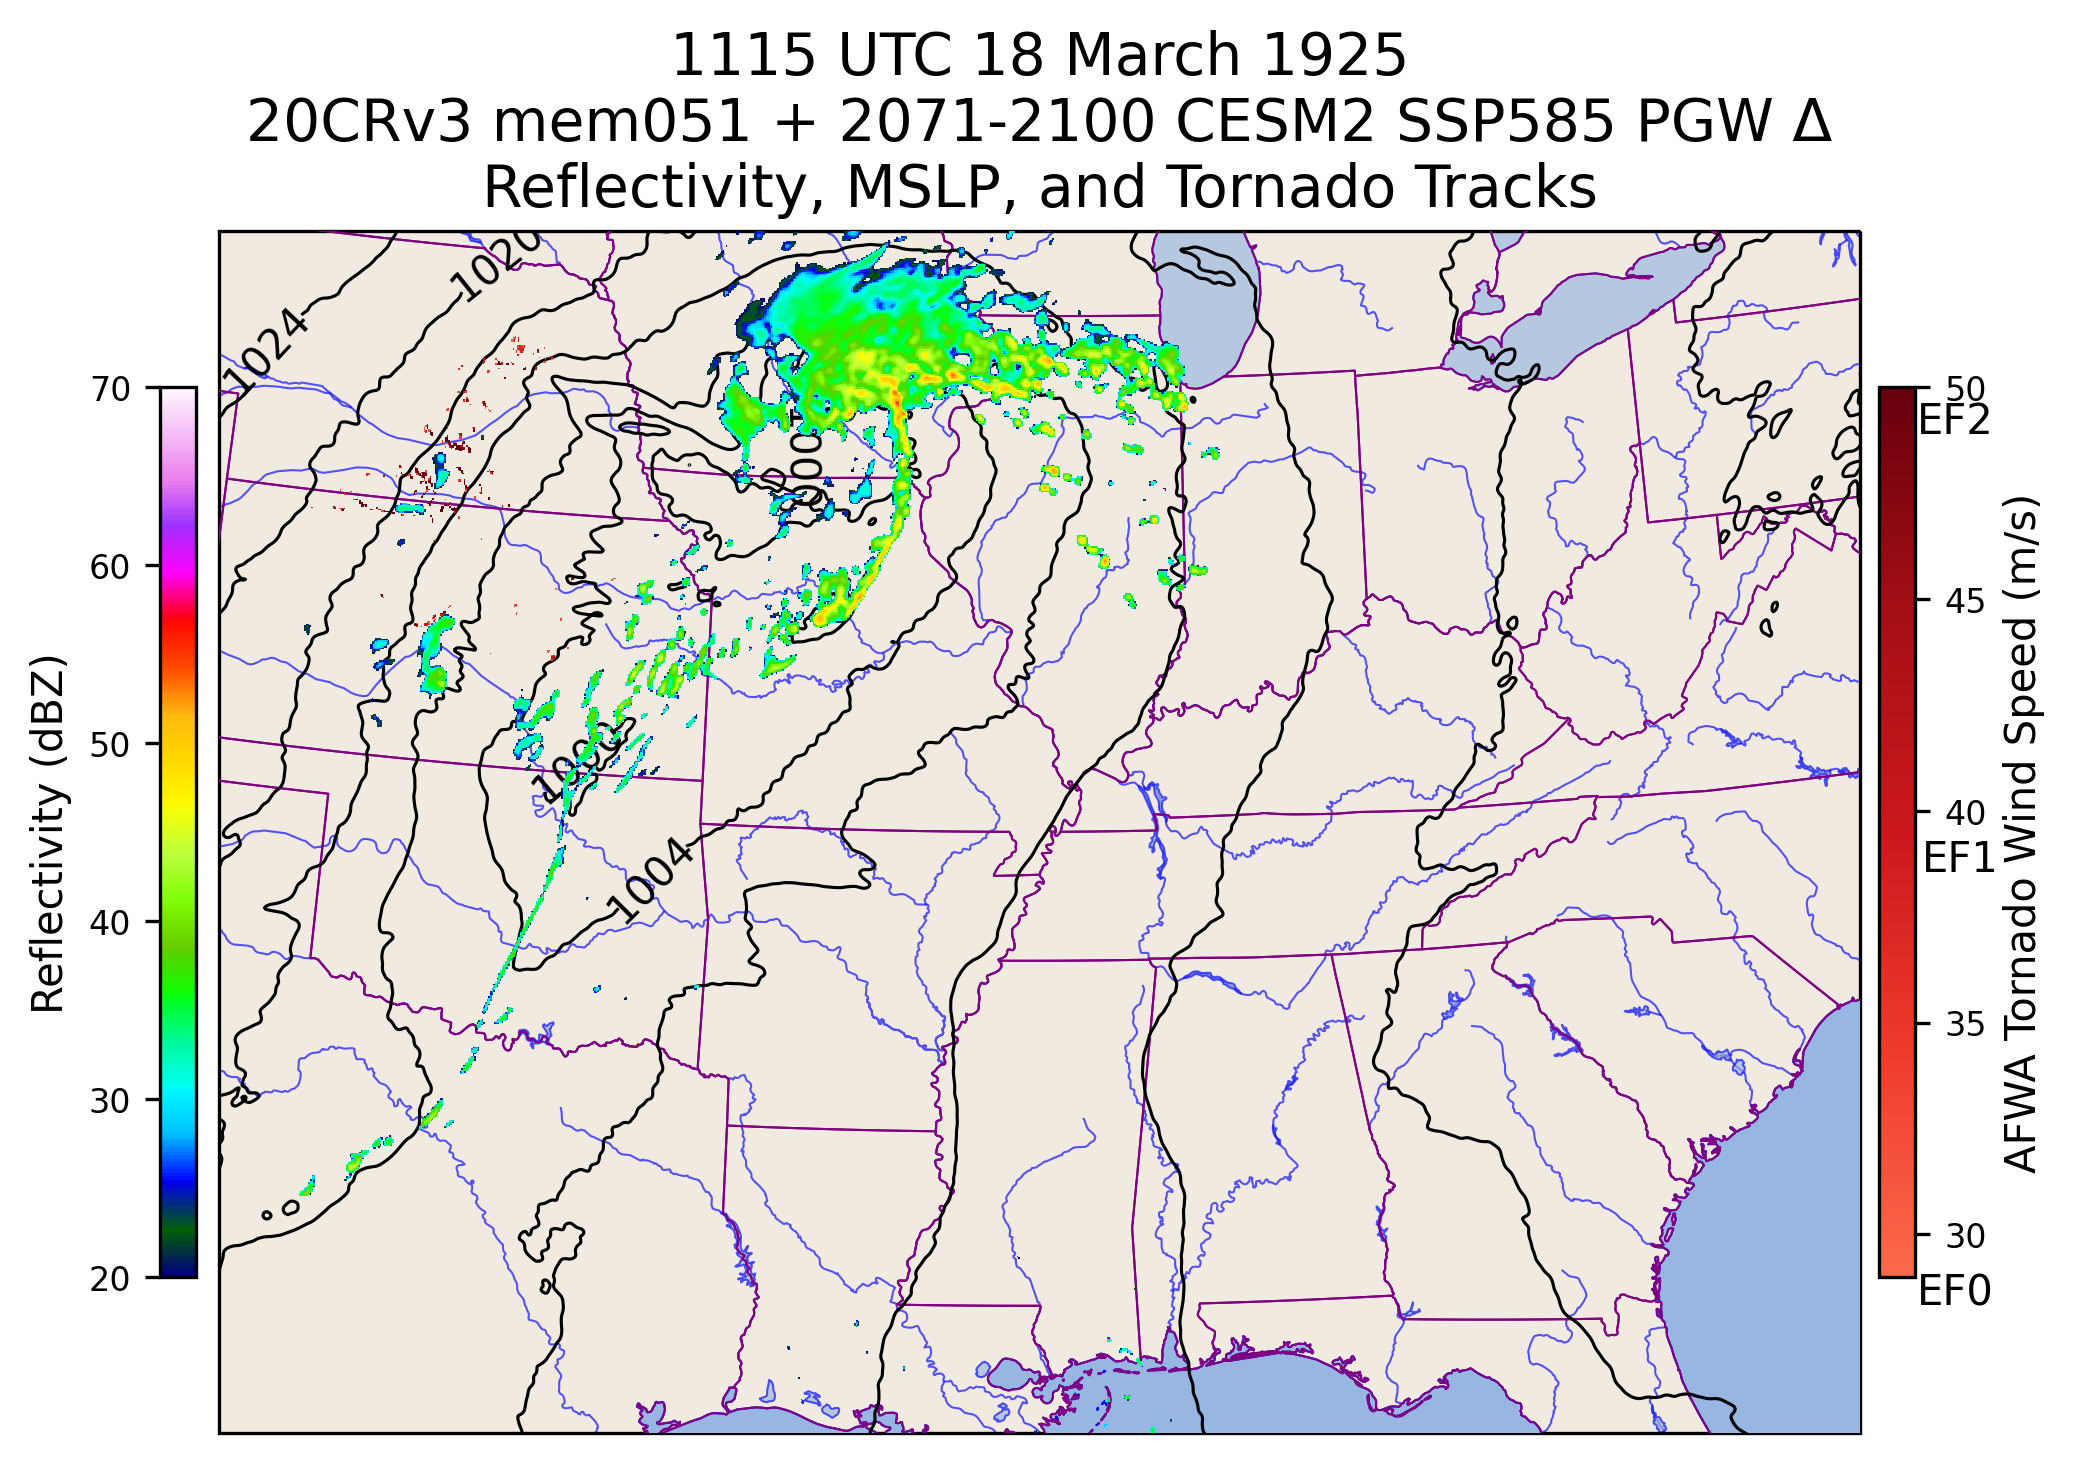 1115 UTC 18 March 1925
20CRv3 mem051 + 2071-2100 CESM2 SSP585 PGW Δ
Reflectivity, MSLP, and Tornado Tracks
1020
1024
1004
1004
70
60
50
40
30
20
Reflectivity (dBZ)
50
EF2
45
40
EF1
35
30
EF0
AFWA Tornado Wind Speed (m/s)